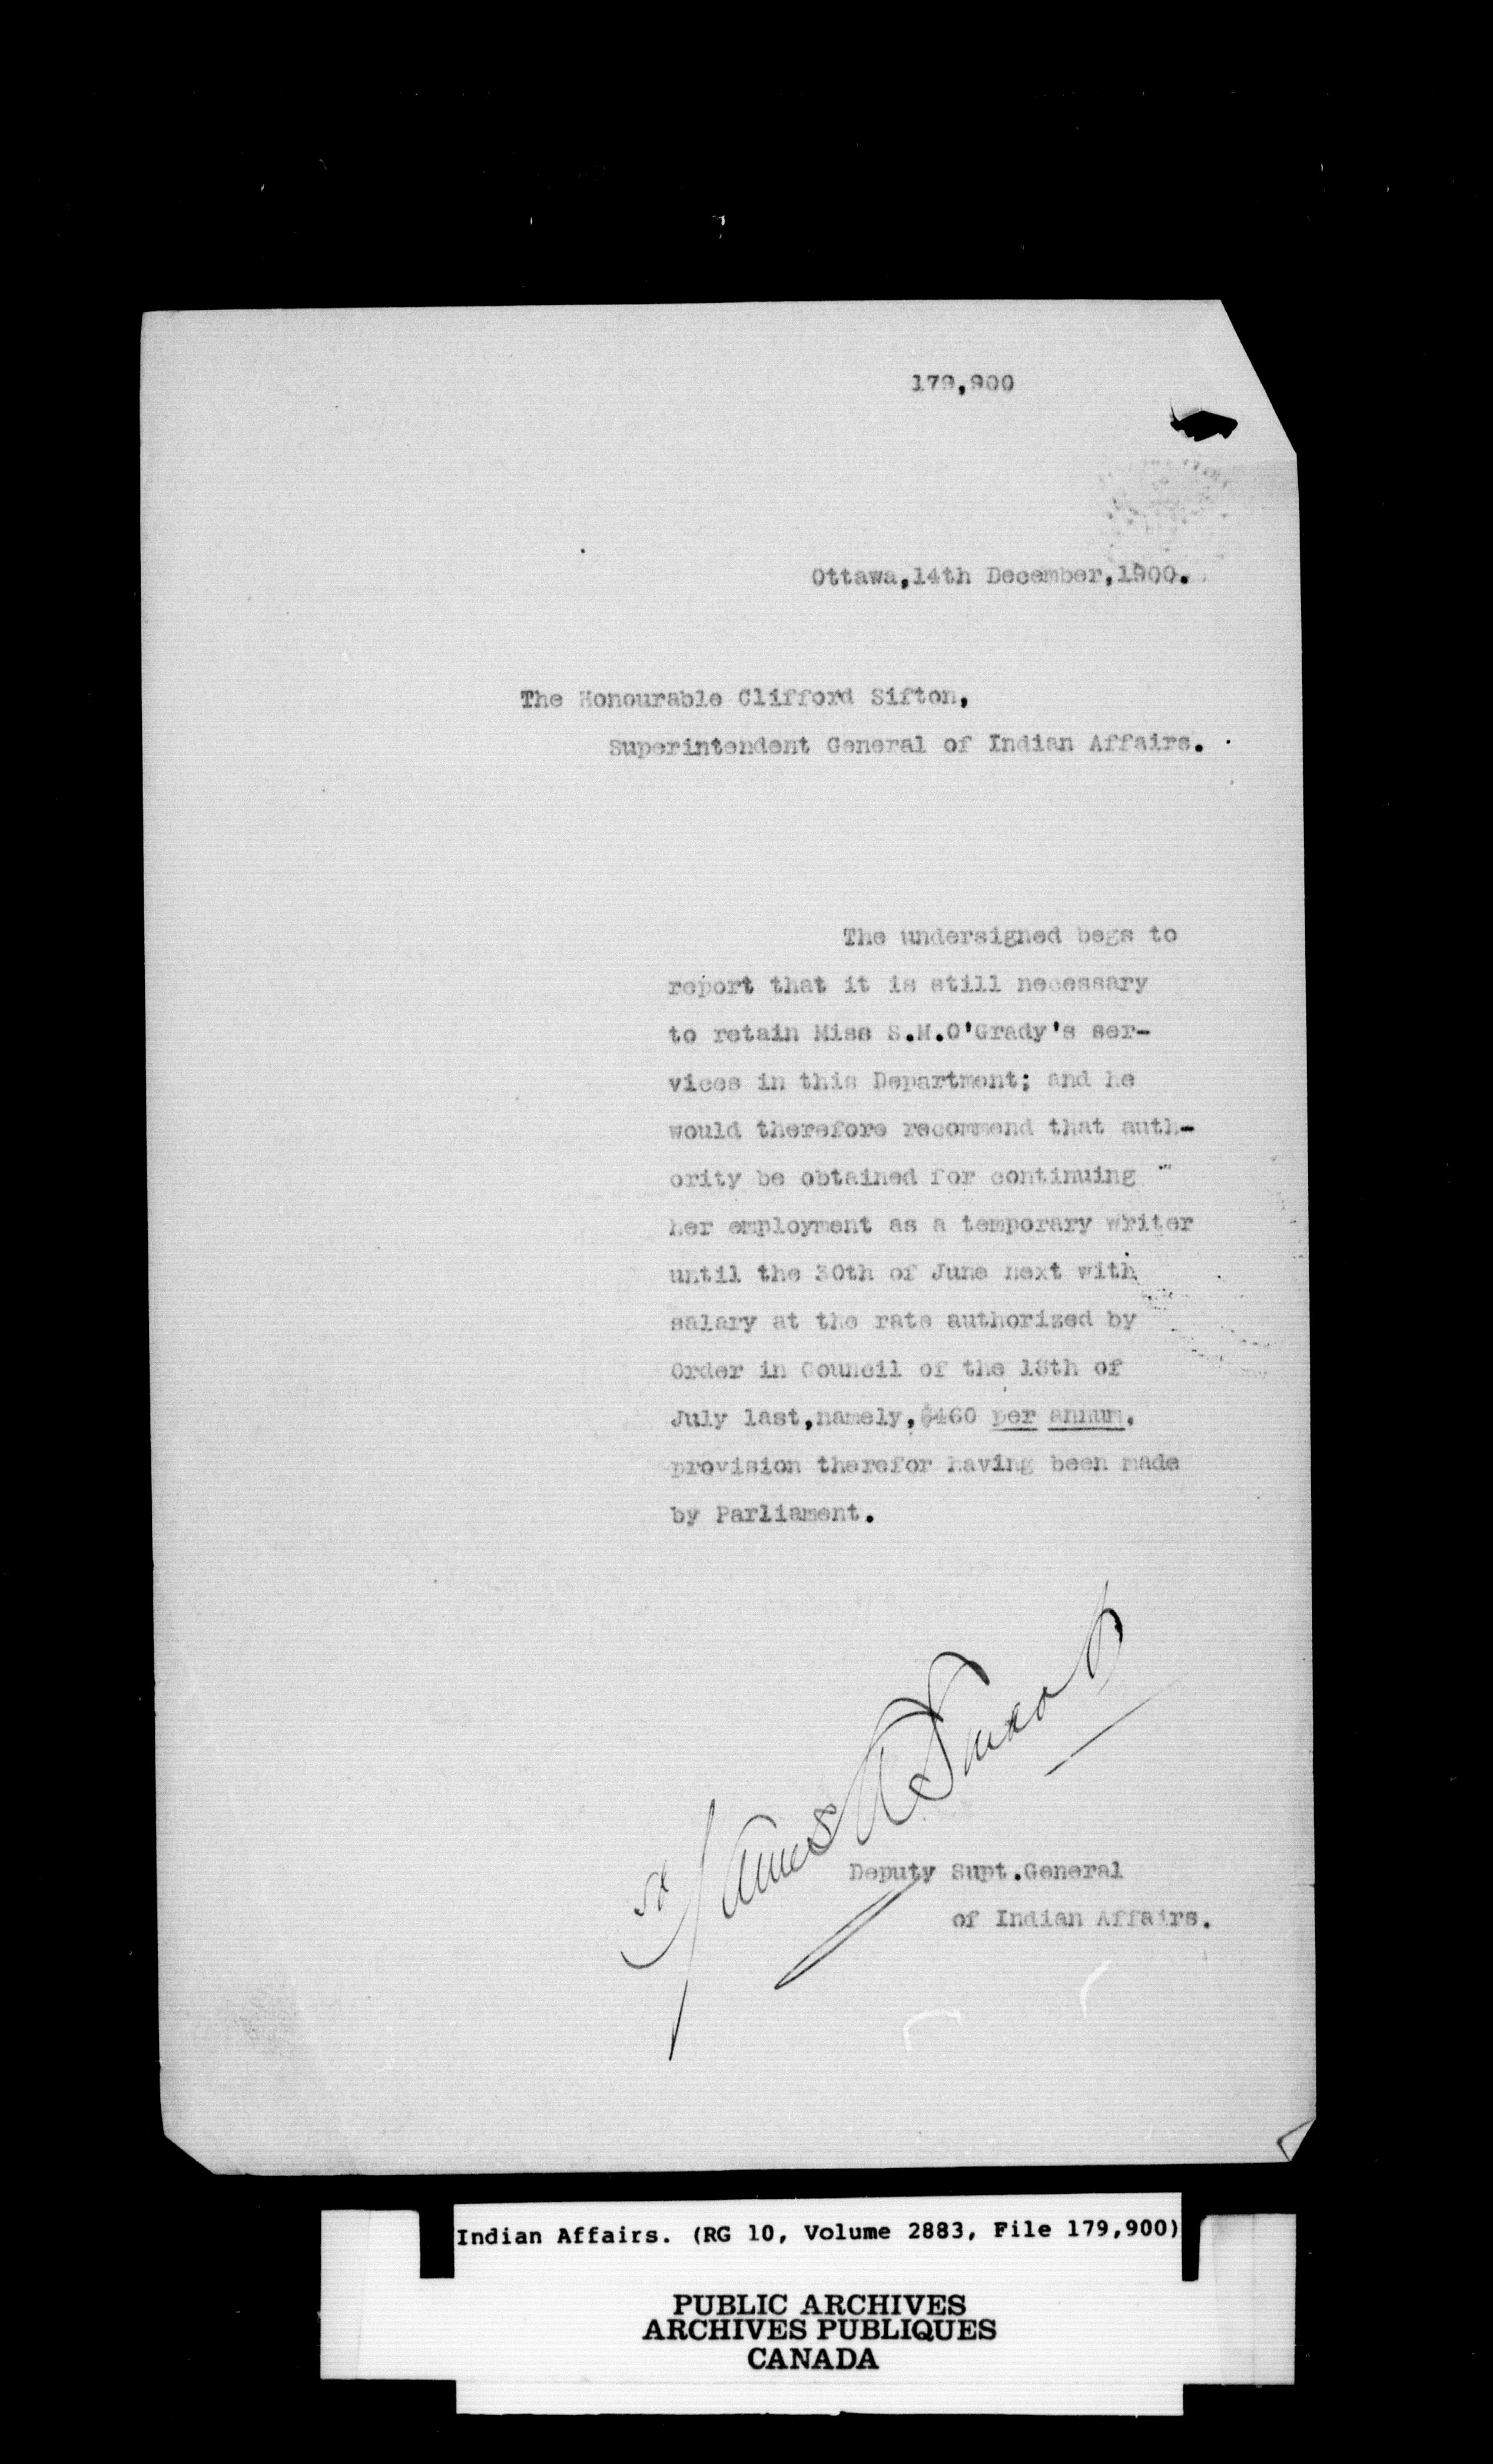 179,900
Ottawa,14th December,1900.
The Honourable Clifford Sifton,
Superintendent General of Indian Affairs.
The undersigned begs to
report that it is still necessary
to retain Miss S.M.O'Grady's ser-
vices in this Department; and he
would therefore recommend that auth-
ority be obtained for continuing
her employment as a temporary writer
until the 30th of June next with
salary at the rate authorized by
Order in Council of the 18th of
July last,namely,$460 per annum,
provision therefor having been made
by Parliament.
James A Smart
Deputy Supt.General
of Indian Affairs.
Indian Affairs. (RG 10, Volume 2883, File 179,900)
PUBLIC ARCHIVES
ARCHIVES PUBLIQUES
CANADA